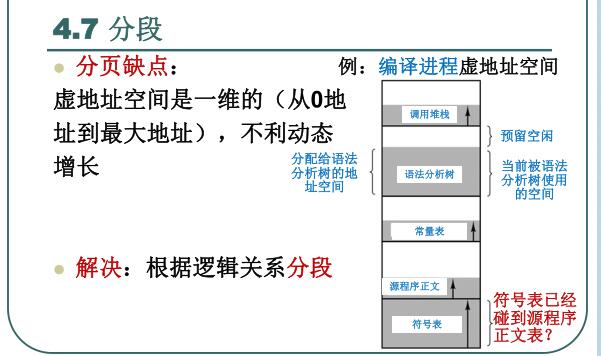 4.7 分段
分页缺点：
虚地址空间是一维的（从0地
址到最大地址），不利动态
增长
解决：根据逻辑关系分段
例：编译进程虚地址空间
调用堆栈
预留空闲
分配给语法
分析树的地
址空间
语法分析树
当前被语法
分析树使用
的空间
常量表
源程序正文
符号表
符号表已经
碰到源程序
正文表？